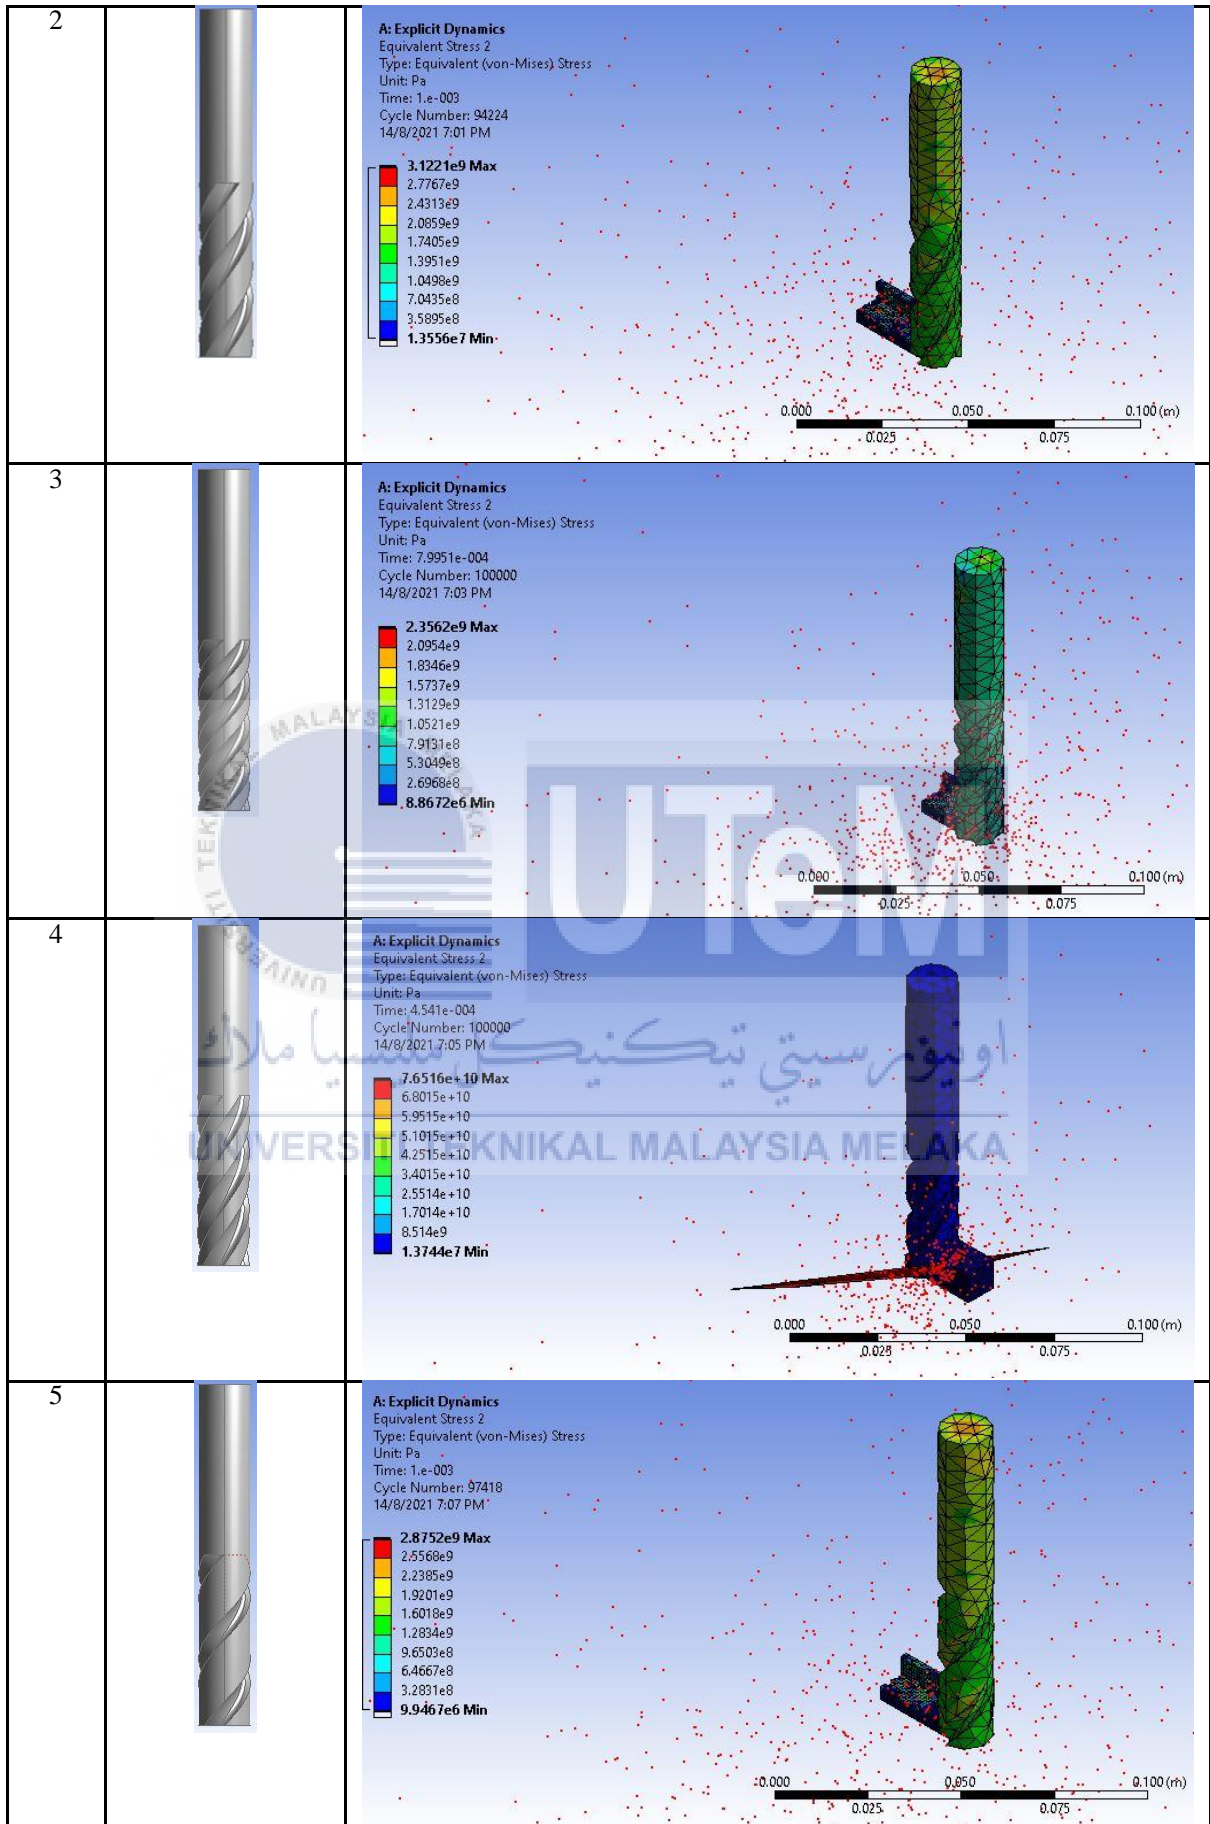 2
A: Explicit Dynamics
Equivalent Stress 2
Type: Equivalent (von-Mises) Stress
Unit: Pa
Time: 1.e-003
Cycle Number: 94224
14/8/2021 7:01 PM
3.1221e9 Max
2.7767e9
2.4313e9
2.0859e9
1.7405e9
1.3951e9
1.0498e9
7.0435e8
3.5895e8
1.3556e7 Min
0.000 0.050 0.100 (m)
0.025 0.075
3
A: Explicit Dynamics
Equivalent Stress 2
Type: Equivalent (von-Mises) Stress
Unit: Pa
Time: 7.9951e-004
Cycle Number: 100000
14/8/2021 7:03 PM
2.3562e9 Max
2.0954e9
1.8346e9
1.5737e9
1.3129e9
1.0521e9
7.9131e8
5.3049e8
2.6968e8
8.8672e6 Min
0.000 0.050 0.100 (m)
0.025 0.075
UNIVERSITI TEKNIKAL MALAYSIA MELAKA
UTeM
4
A: Explicit Dynamics
Equivalent Stress 2
Type: Equivalent (von-Mises) Stress
Unit: Pa
Time: 4.541e-004
Cycle Number: 100000
14/8/2021 7:05 PM
7.6516e+10 Max
6.8015e+10
5.9515e+10
5.1015e+10
4.2515e+10
3.4015e+10
2.5514e+10
1.7014e+10
8.514e9
1.3744e7 Min
0.000 0.050 0.100 (m)
0.025 0.075
اونيۏرسيتي تيكنيكل مليسيا ملاك
UNIVERSITI TEKNIKAL MALAYSIA MELAKA
5
A: Explicit Dynamics
Equivalent Stress 2
Type: Equivalent (von-Mises) Stress
Unit: Pa
Time: 1.e-003
Cycle Number: 97418
14/8/2021 7:07 PM
2.8752e9 Max
2.5568e9
2.2385e9
1.9201e9
1.6018e9
1.2834e9
9.6503e8
6.4667e8
3.2831e8
9.9467e6 Min
0.000 0.050 0.100 (m)
0.025 0.075